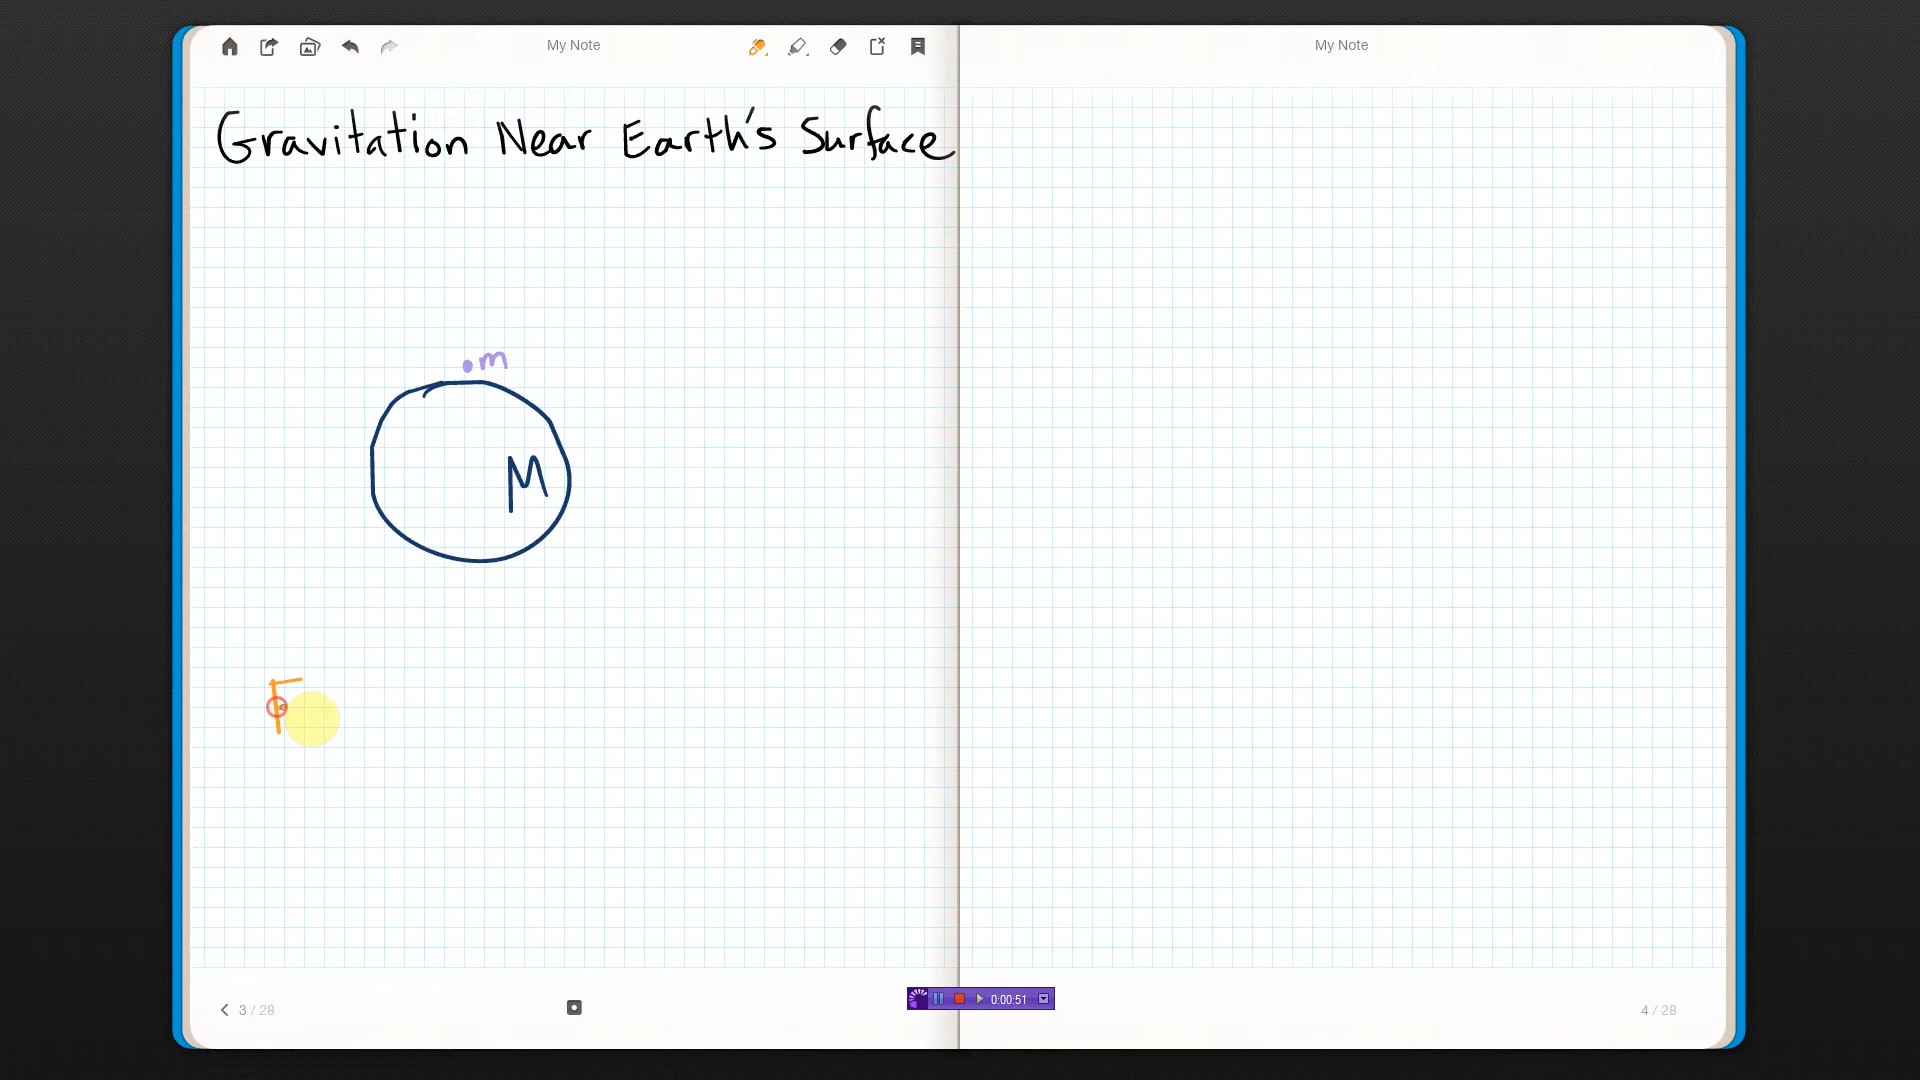 My Note
My Note
Gravitation Near Earth's Surface
m
M
F
3 / 28
0:00:51
4 / 28